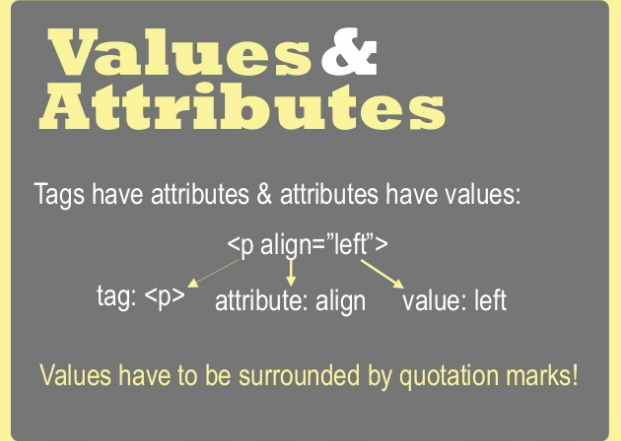 Values &
Attributes
Tags have attributes & attributes have values:
<p align=”left”>
tag: <p> attribute: align value: left
Values have to be surrounded by quotation marks!